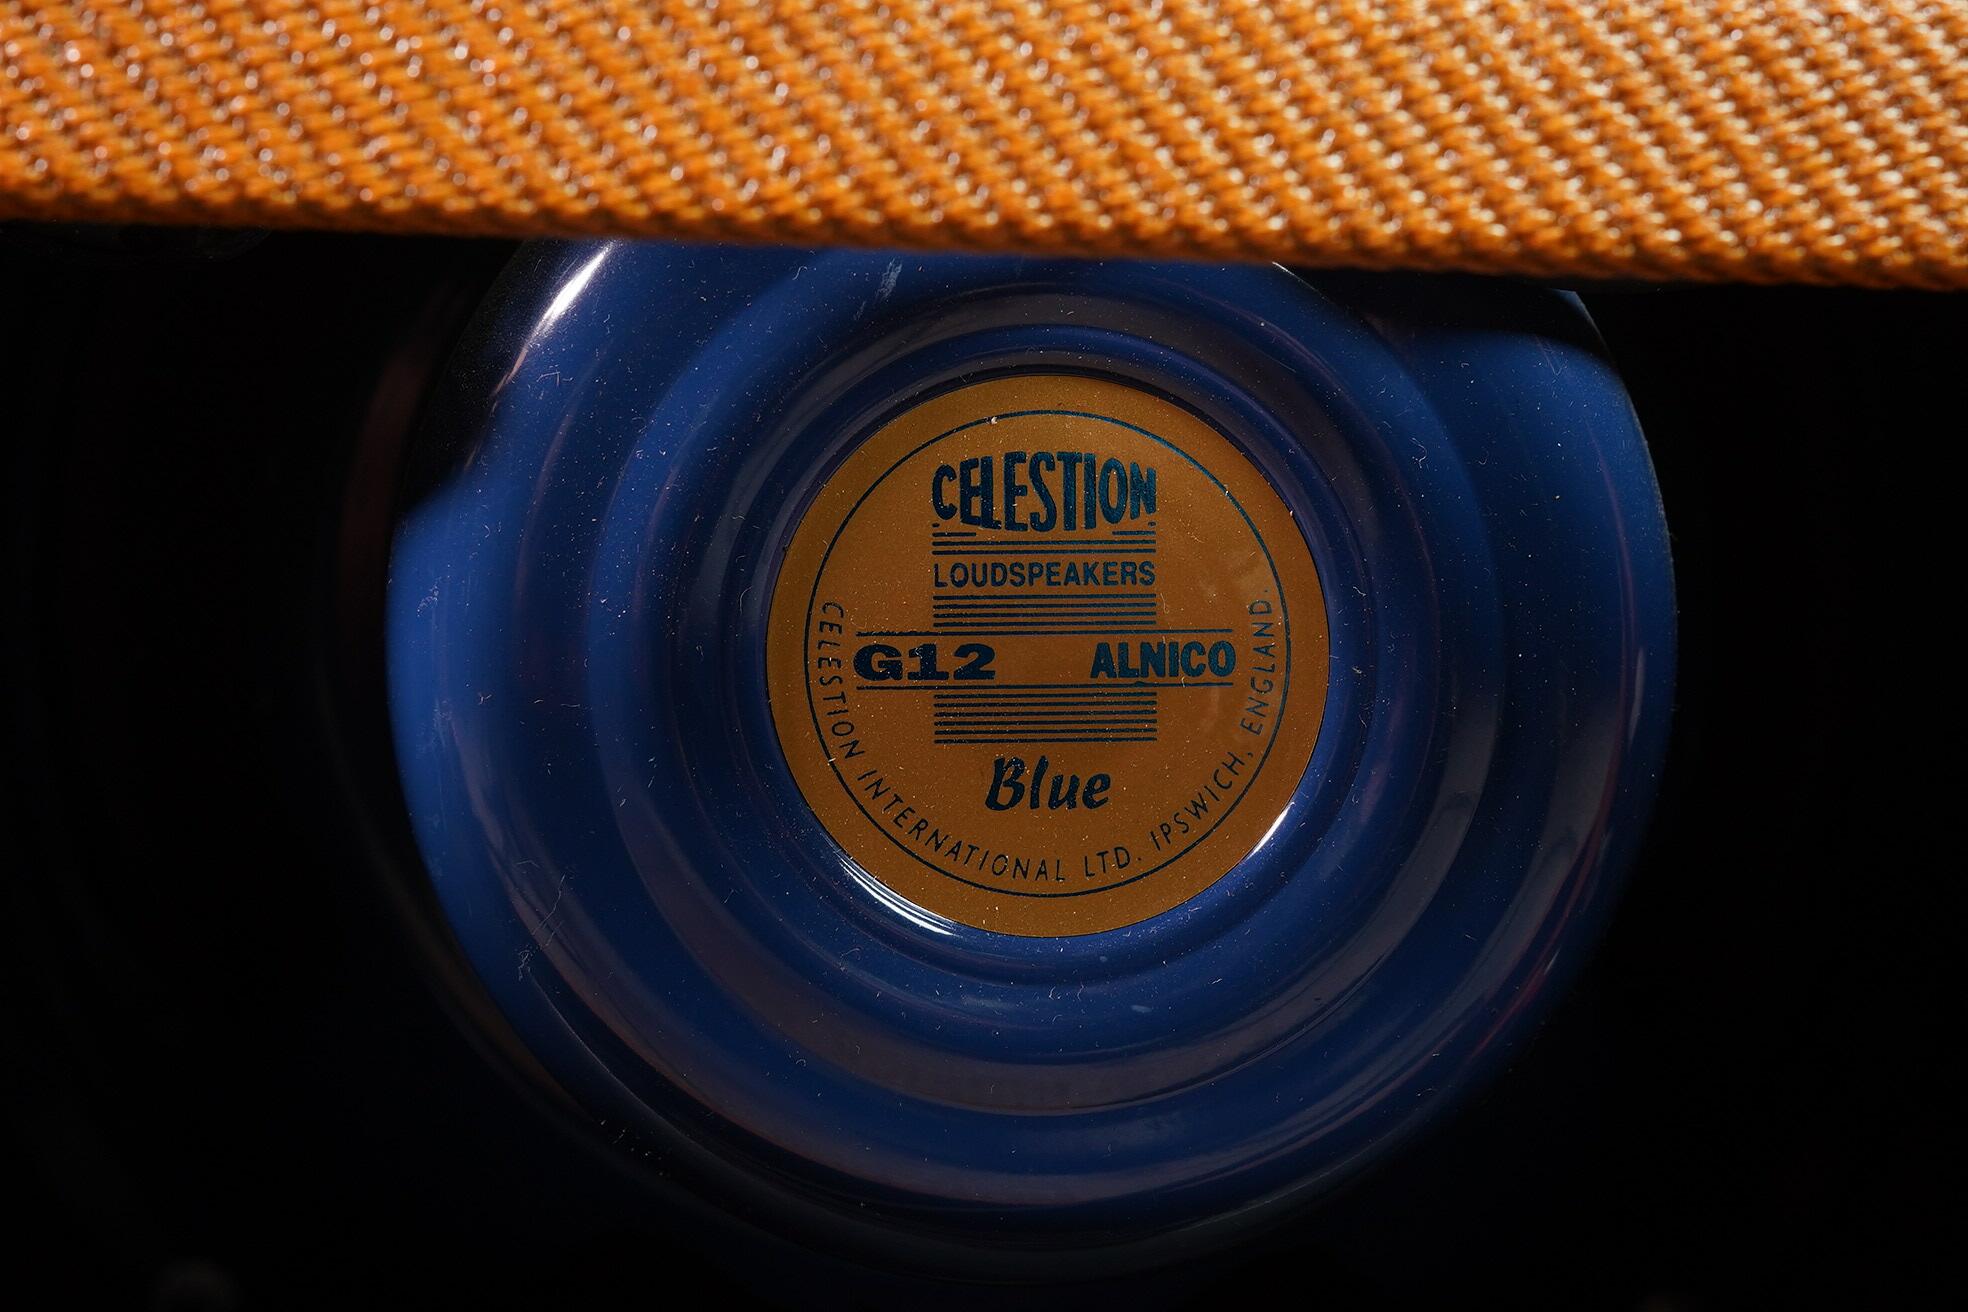 CELESTION
LOUDSPEAKERS
G12 ALNICO
Blue
CELESTION INTERNATIONAL LTD. IPSWICH, ENGLAND.